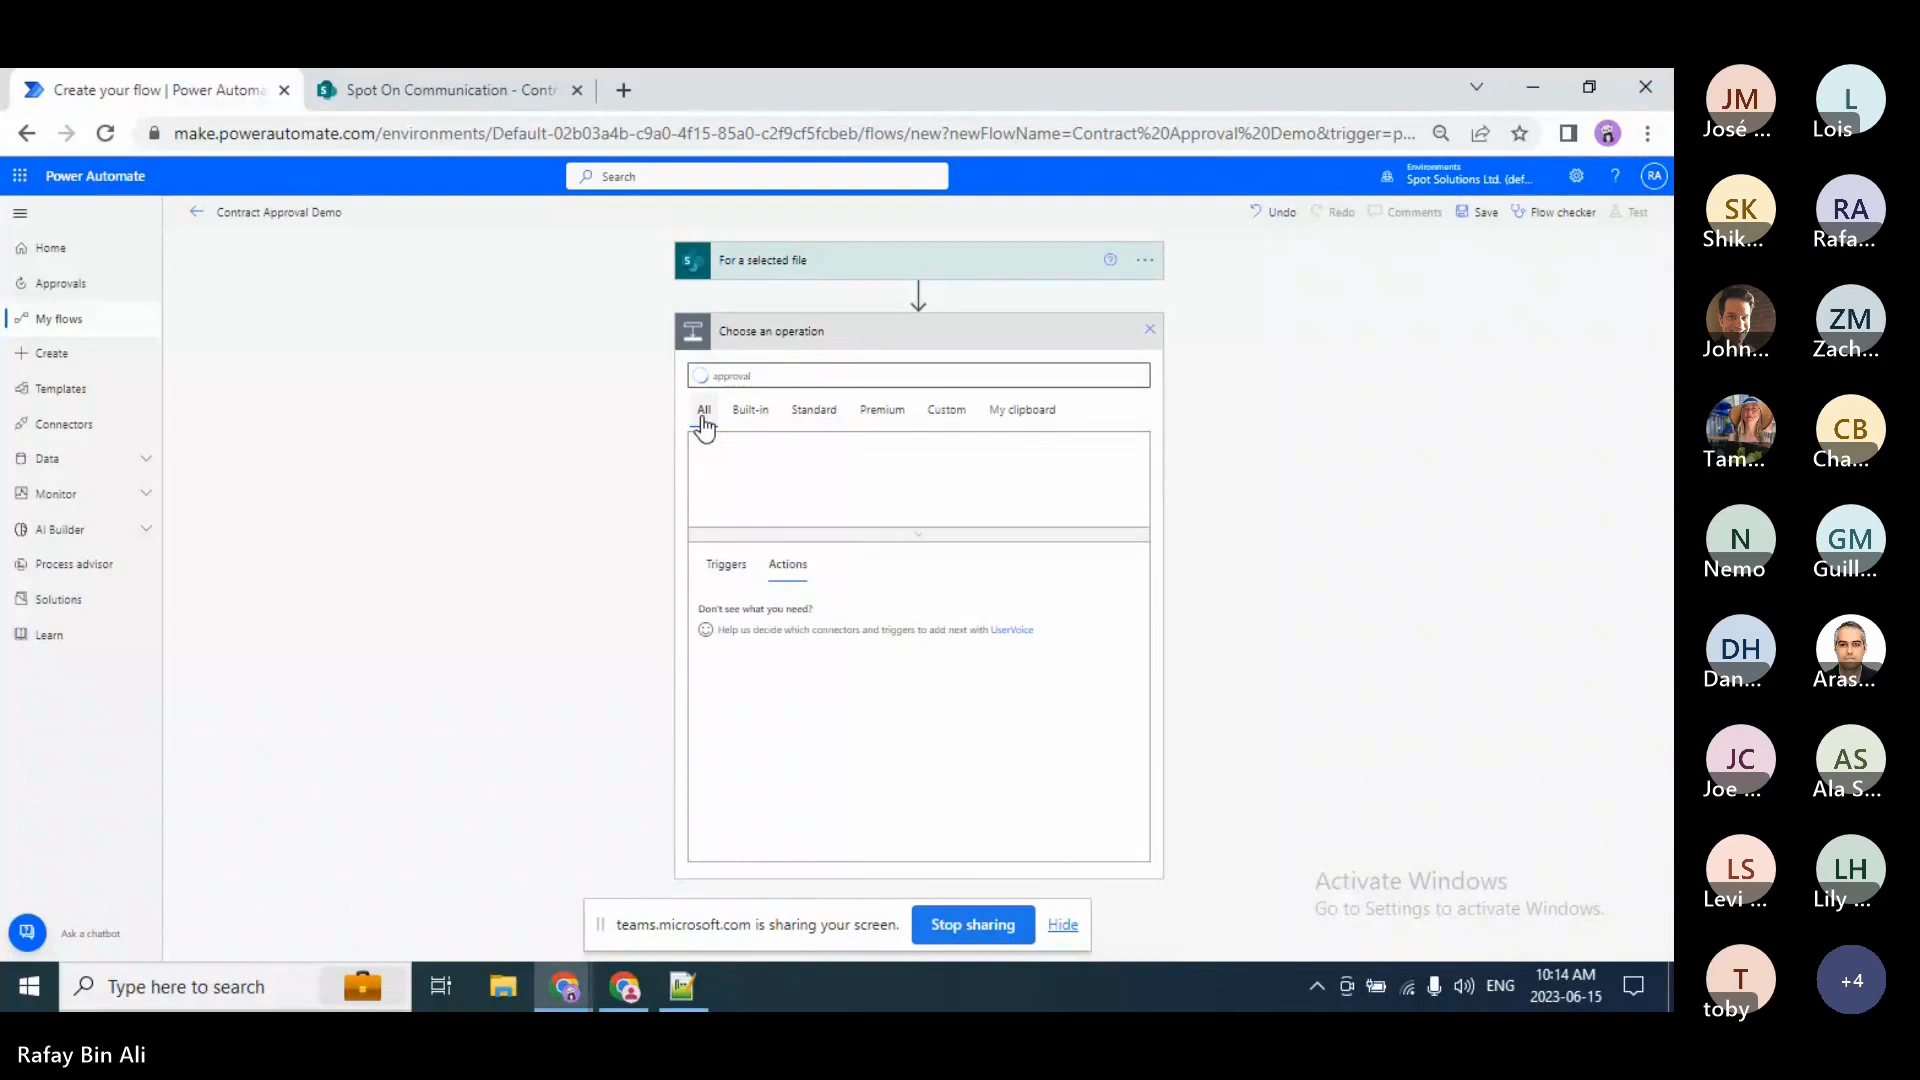 Create your flow | Power Automa
Spot On Communication - Contr
make.powerautomate.com/environments/Default-02b03a4b-c9a0-4f15-85a0-c2f9cf5fcbeb/flows/new?newFlowName=Contract%20Approval%20Demo&trigger=p...
Power Automate
Search
Environments
Spot Solutions Ltd. (def...
?
RA
Contract Approval Demo
Undo
Redo
Comments
Save
Flow checker
Test
Home
Approvals
My flows
Create
Templates
Connectors
Data
Monitor
AI Builder
Process advisor
Solutions
Learn
Ask a chatbot
S
For a selected file
Choose an operation
approval
All
Built-in
Standard
Premium
Custom
My clipboard
Triggers
Actions
Don't see what you need?
Help us decide which connectors and triggers to add next with UserVoice
Activate Windows
Go to Settings to activate Windows.
teams.microsoft.com is sharing your screen.
Stop sharing
Hide
Type here to search
ENG
10:14 AM
2023-06-15
Rafay Bin Ali
JM
José ...
L
Lois
SK
Shik...
RA
Rafa...
John...
ZM
Zach...
Tam...
CB
Cha...
N
Nemo
GM
Guill...
DH
Dan...
Aras...
JC
Joe ...
AS
Ala S...
LS
Levi ...
LH
Lily ...
T
toby
+4